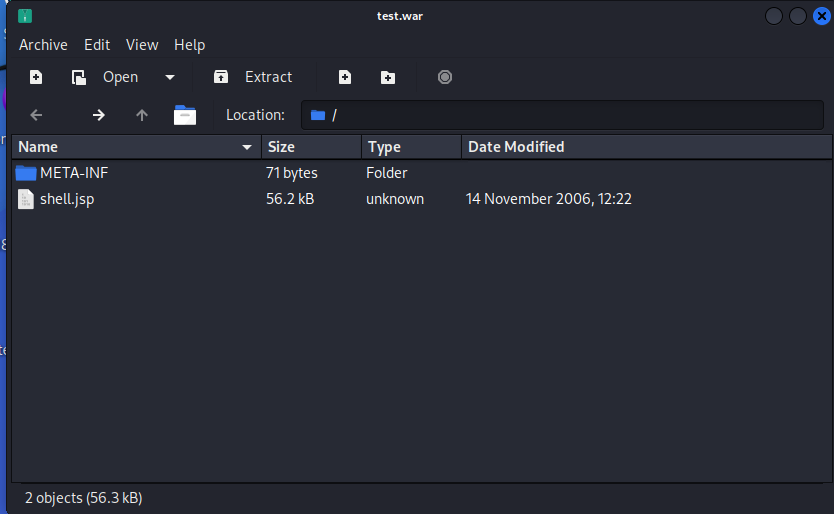 test.war
Archive Edit View Help
Open Extract
Location: /
Name Size Type Date Modified
META-INF 71 bytes Folder
shell.jsp 56.2 kB unknown 14 November 2006, 12:22
2 objects (56.3 kB)